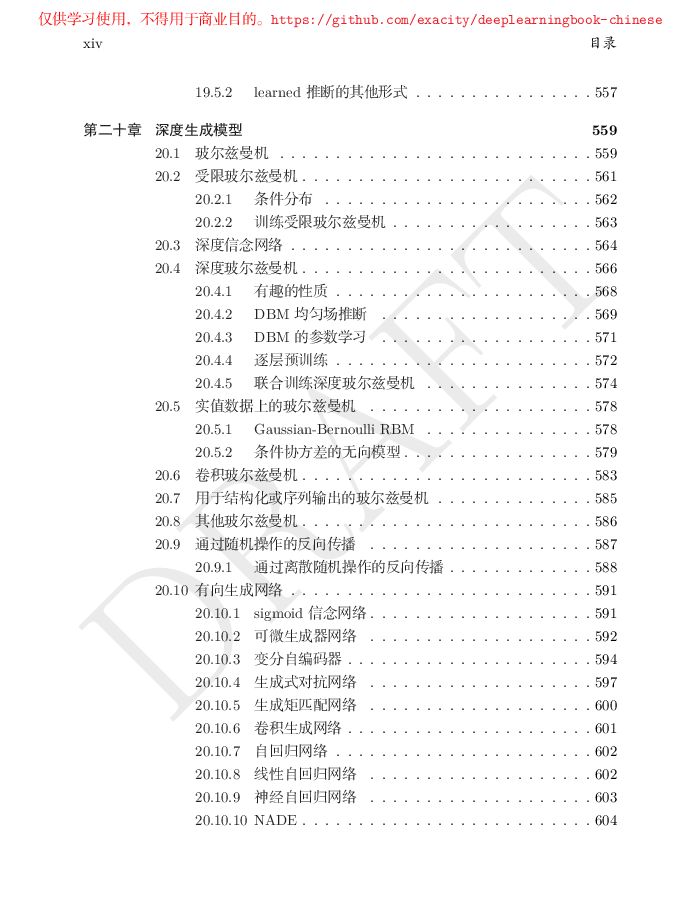 仅供学习使用，不得用于商业目的。https://github.com/exacity/deeplearningbook-chinese
xiv 目录
19.5.2 learned 推断的其他形式 . . . . . . . . . . . . . . . . 557
第二十章 深度生成模型 559
20.1 玻尔兹曼机 . . . . . . . . . . . . . . . . . . . . . . . . . . . . 559
20.2 受限玻尔兹曼机 . . . . . . . . . . . . . . . . . . . . . . . . . . 561
20.2.1 条件分布 . . . . . . . . . . . . . . . . . . . . . . . . 562
20.2.2 训练受限玻尔兹曼机 . . . . . . . . . . . . . . . . . . 563
20.3 深度信念网络 . . . . . . . . . . . . . . . . . . . . . . . . . . . 564
20.4 深度玻尔兹曼机 . . . . . . . . . . . . . . . . . . . . . . . . . . 566
20.4.1 有趣的性质 . . . . . . . . . . . . . . . . . . . . . . . 568
20.4.2 DBM 均匀场推断 . . . . . . . . . . . . . . . . . . . 569
20.4.3 DBM 的参数学习 . . . . . . . . . . . . . . . . . . . 571
20.4.4 逐层预训练 . . . . . . . . . . . . . . . . . . . . . . . 572
20.4.5 联合训练深度玻尔兹曼机 . . . . . . . . . . . . . . . 574
20.5 实值数据上的玻尔兹曼机 . . . . . . . . . . . . . . . . . . . . 578
20.5.1 Gaussian-Bernoulli RBM . . . . . . . . . . . . . . . 578
20.5.2 条件协方差的无向模型 . . . . . . . . . . . . . . . . . 579
20.6 卷积玻尔兹曼机 . . . . . . . . . . . . . . . . . . . . . . . . . . 583
20.7 用于结构化或序列输出的玻尔兹曼机 . . . . . . . . . . . . . . 585
20.8 其他玻尔兹曼机 . . . . . . . . . . . . . . . . . . . . . . . . . . 586
20.9 通过随机操作的反向传播 . . . . . . . . . . . . . . . . . . . . 587
20.9.1 通过离散随机操作的反向传播 . . . . . . . . . . . . . 588
20.10 有向生成网络 . . . . . . . . . . . . . . . . . . . . . . . . . . . 591
20.10.1 sigmoid 信念网络 . . . . . . . . . . . . . . . . . . . . 591
20.10.2 可微生成器网络 . . . . . . . . . . . . . . . . . . . . 592
20.10.3 变分自编码器 . . . . . . . . . . . . . . . . . . . . . . 594
20.10.4 生成式对抗网络 . . . . . . . . . . . . . . . . . . . . 597
20.10.5 生成矩匹配网络 . . . . . . . . . . . . . . . . . . . . 600
20.10.6 卷积生成网络 . . . . . . . . . . . . . . . . . . . . . . 601
20.10.7 自回归网络 . . . . . . . . . . . . . . . . . . . . . . . 602
20.10.8 线性自回归网络 . . . . . . . . . . . . . . . . . . . . 602
20.10.9 神经自回归网络 . . . . . . . . . . . . . . . . . . . . 603
20.10.10 NADE . . . . . . . . . . . . . . . . . . . . . . . . . . 604
DRAFT